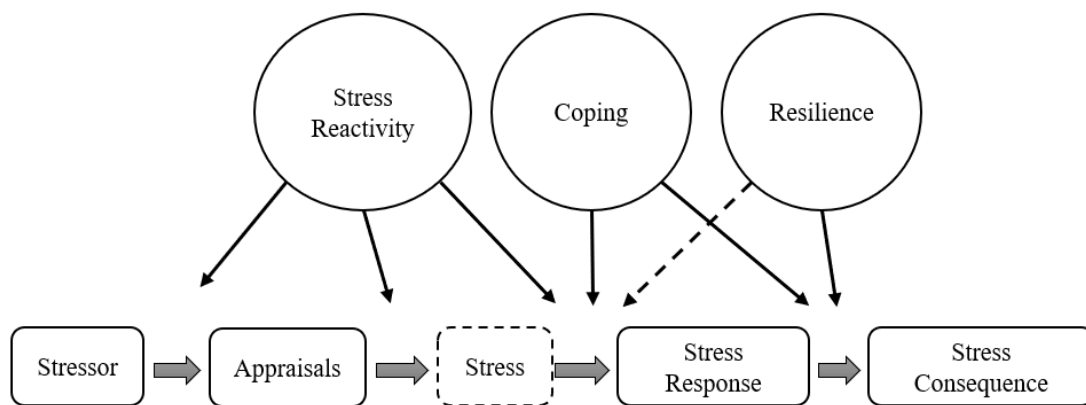 Stress
Reactivity
Coping
Resilience
Stressor
Appraisals
Stress
Stress
Response
Stress
Consequence